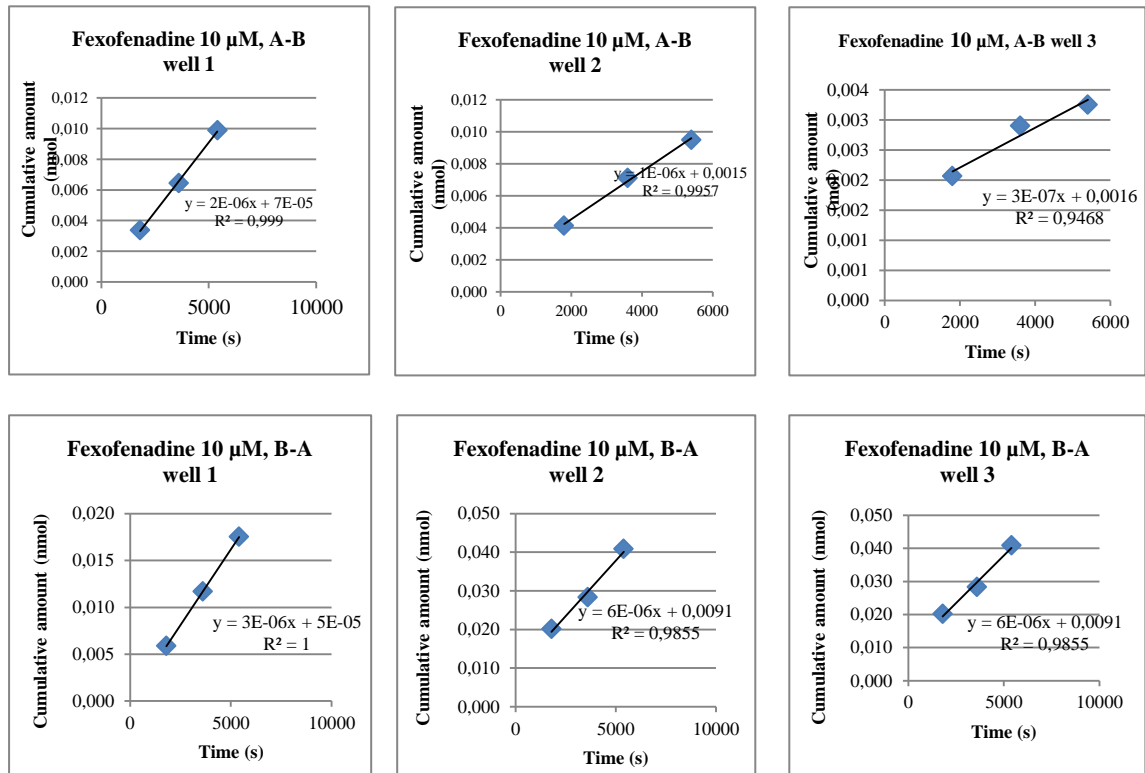 Fexofenadine 10 µM, A-B
well 1
Cumulative amount
(nmol
0,012
0,010
0,008
0,006
0,004
0,002
0,000
y = 2E-06x + 7E-05
R² = 0,999
0 5000 10000
Time (s)
Fexofenadine 10 µM, A-B
well 2
Cumulative amount
(nmol)
0,012
0,010
0,008
0,006
0,004
0,002
0,000
y = 1E-06x + 0,0015
R² = 0,9957
0 2000 4000 6000
Time (s)
Fexofenadine 10 µM, A-B well 3
Cumulative amount
(nmol)
0,004
0,003
0,003
0,002
0,002
0,001
0,001
0,000
y = 3E-07x + 0,0016
R² = 0,9468
0 2000 4000 6000
Time (s)
Fexofenadine 10 µM, B-A
well 1
Cumulative amount (nmol)
0,020
0,015
0,010
0,005
0,000
y = 3E-06x + 5E-05
R² = 1
0 5000 10000
Time (s)
Fexofenadine 10 µM, B-A
well 2
Cumulative amount (nmol)
0,050
0,040
0,030
0,020
0,010
0,000
y = 6E-06x + 0,0091
R² = 0,9855
0 5000 10000
Time (s)
Fexofenadine 10 µM, B-A
well 3
Cumulative amount (nmol)
0,050
0,040
0,030
0,020
0,010
0,000
y = 6E-06x + 0,0091
R² = 0,9855
0 5000 10000
Time (s)